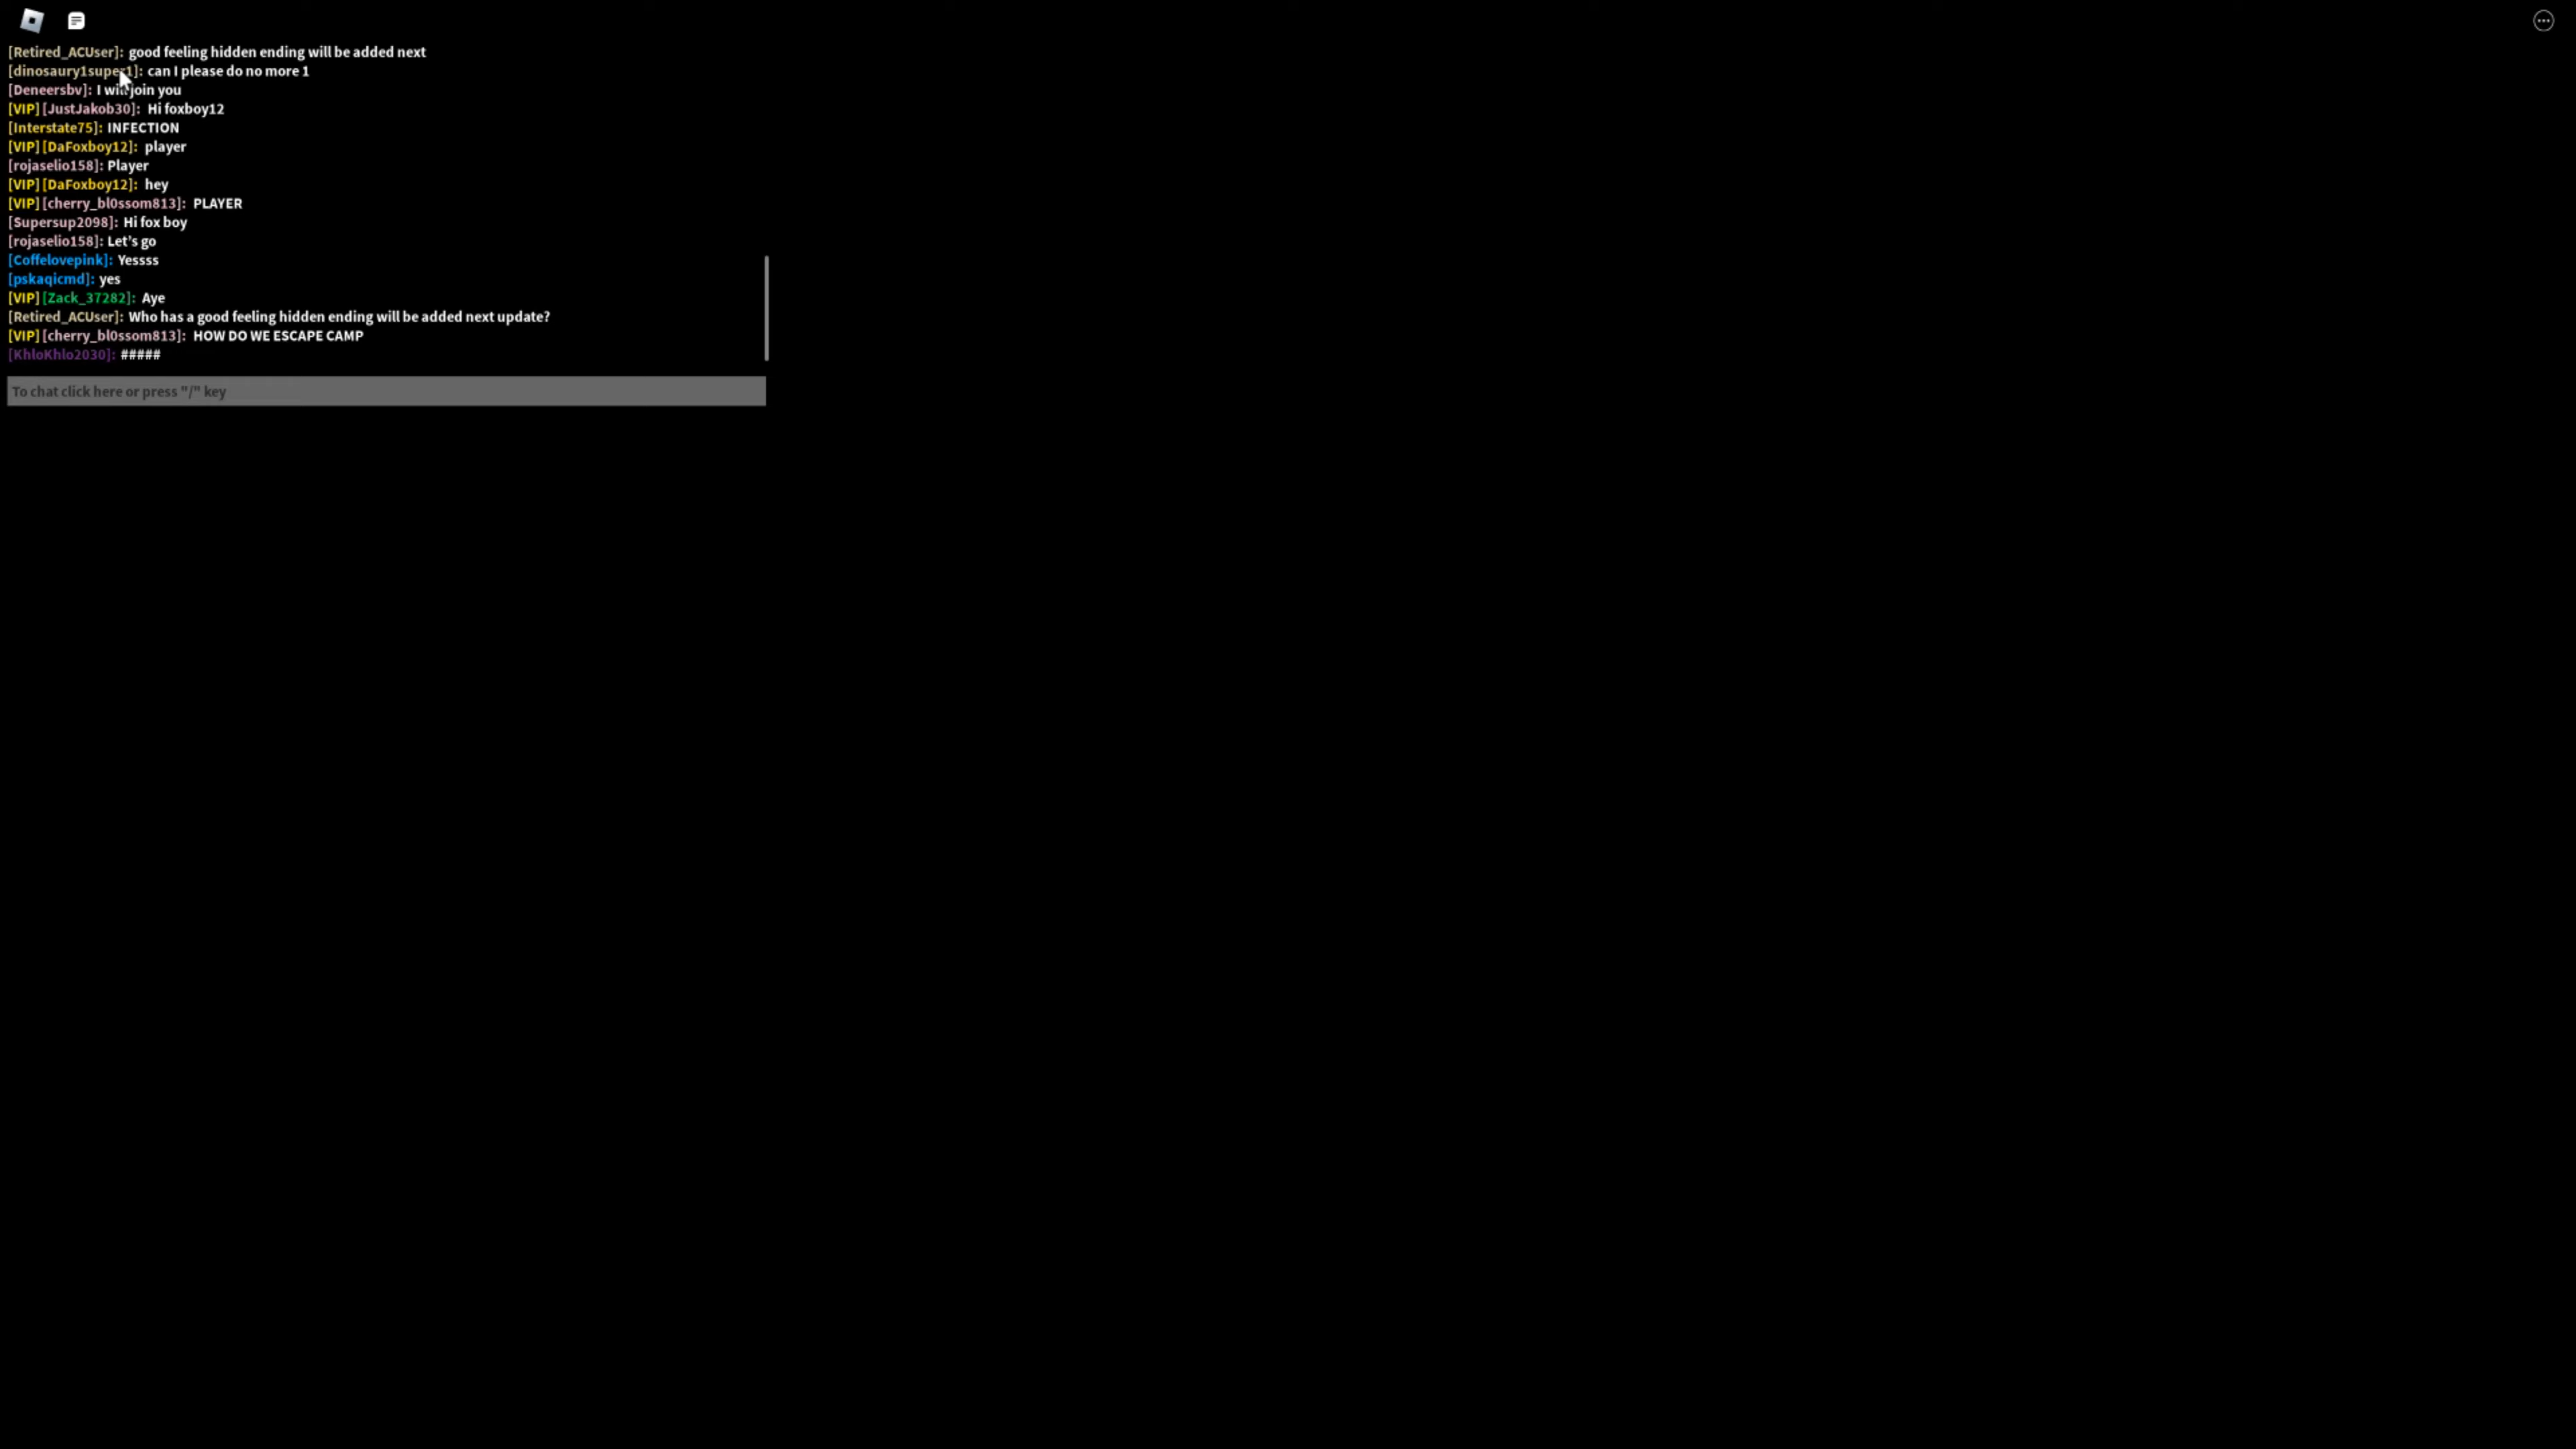 [Retired_ACUser]: good feeling hidden ending will be added next
[dinosaury1super1]: can I please do no more 1
[Deneersbv]: I will join you
[VIP] [JustJakob30]: Hi foxboy12
[Interstate75]: INFECTION
[VIP] [DaFoxboy12]: player
[rojaselio158]: Player
[VIP] [DaFoxboy12]: hey
[VIP] [cherry_bl0ssom813]: PLAYER
[Supersup2098]: Hi fox boy
[rojaselio158]: Let's go
[Coffelovepink]: Yessss
[pskaqicmd]: yes
[VIP] [Zack_37282]: Aye
[Retired_ACUser]: Who has a good feeling hidden ending will be added next update?
[VIP] [cherry_bl0ssom813]: HOW DO WE ESCAPE CAMP
[KhloKhlo2030]: #####
To chat click here or press "/" key